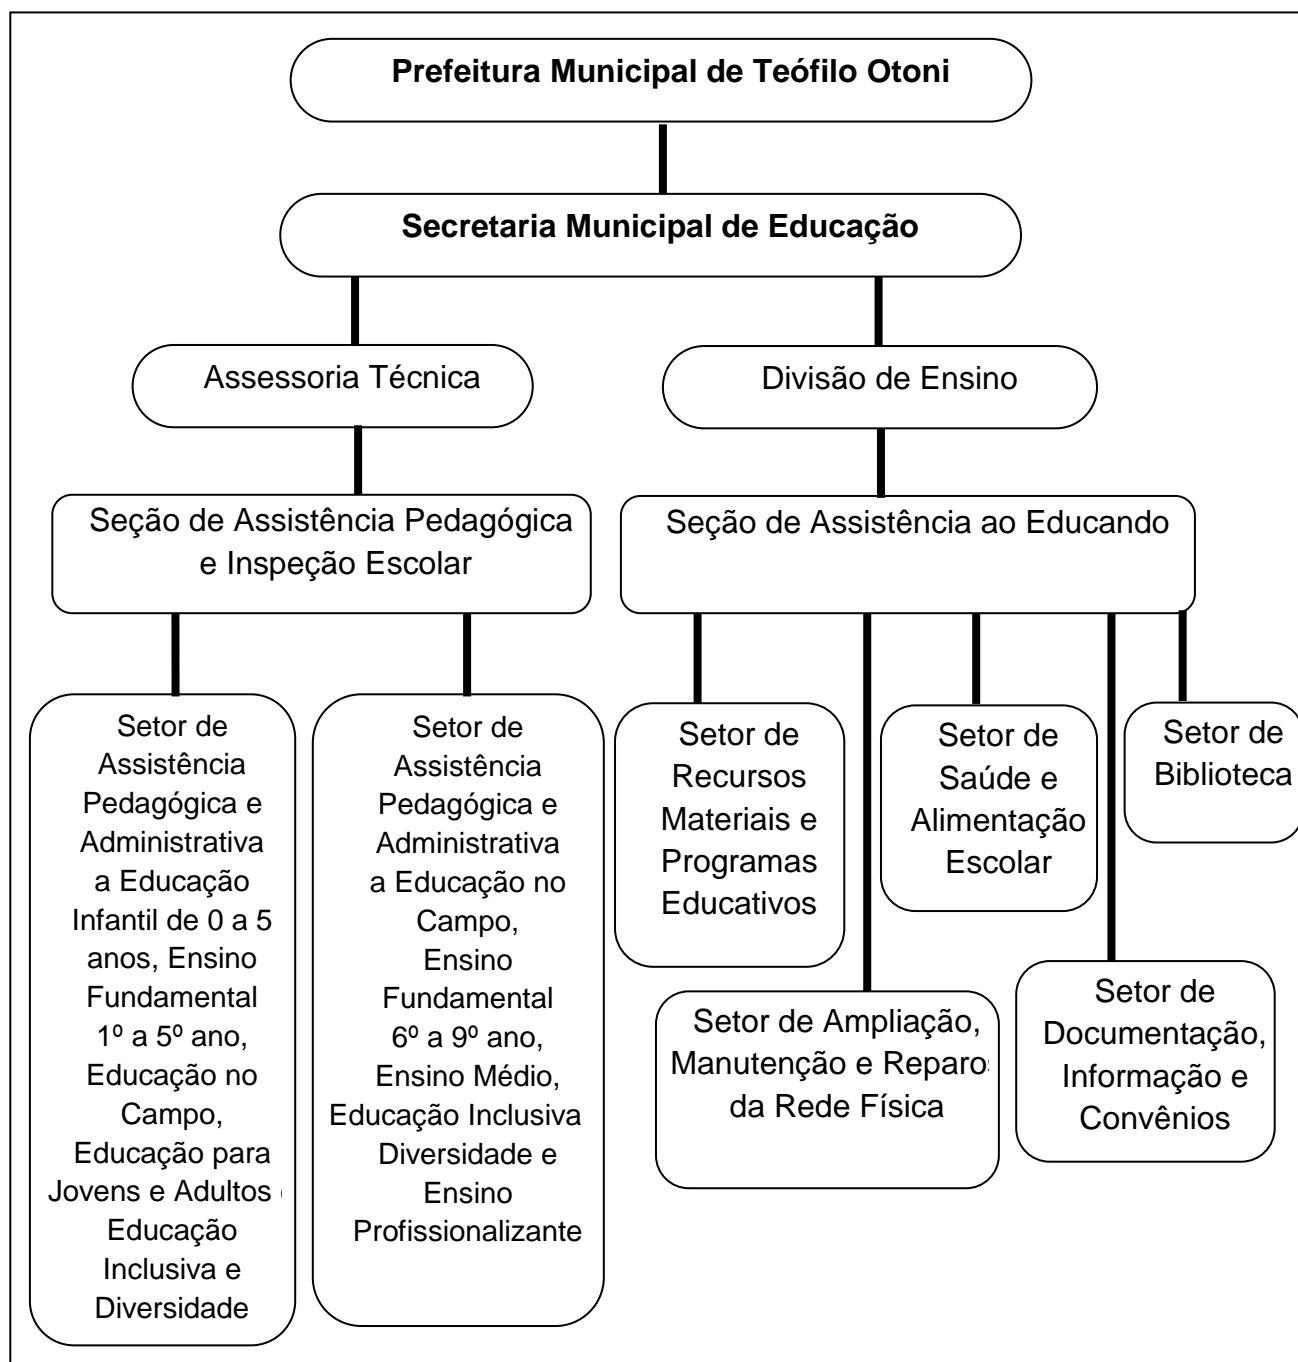 Prefeitura Municipal de Teófilo Otoni
Secretaria Municipal de Educação
Assessoria Técnica
Divisão de Ensino
Seção de Assistência Pedagógica
e Inspeção Escolar
Seção de Assistência ao Educando
Setor de
Assistência
Pedagógica e
Administrativa
a Educação
Infantil de 0 a 5
anos, Ensino
Fundamental
1º a 5º ano,
Educação no
Campo,
Educação para
Jovens e Adultos
Educação
Inclusiva e
Diversidade
Setor de
Assistência
Pedagógica e
Administrativa
a Educação no
Campo,
Ensino
Fundamental
6º a 9º ano,
Ensino Médio,
Educação Inclusiva
Diversidade e
Ensino
Profissionalizante
Setor de
Recursos
Materiais e
Programas
Educativos
Setor de
Saúde e
Alimentação
Escolar
Setor de
Biblioteca
Setor de Ampliação,
Manutenção e Reparos
da Rede Física
Setor de
Documentação,
Informação e
Convênios